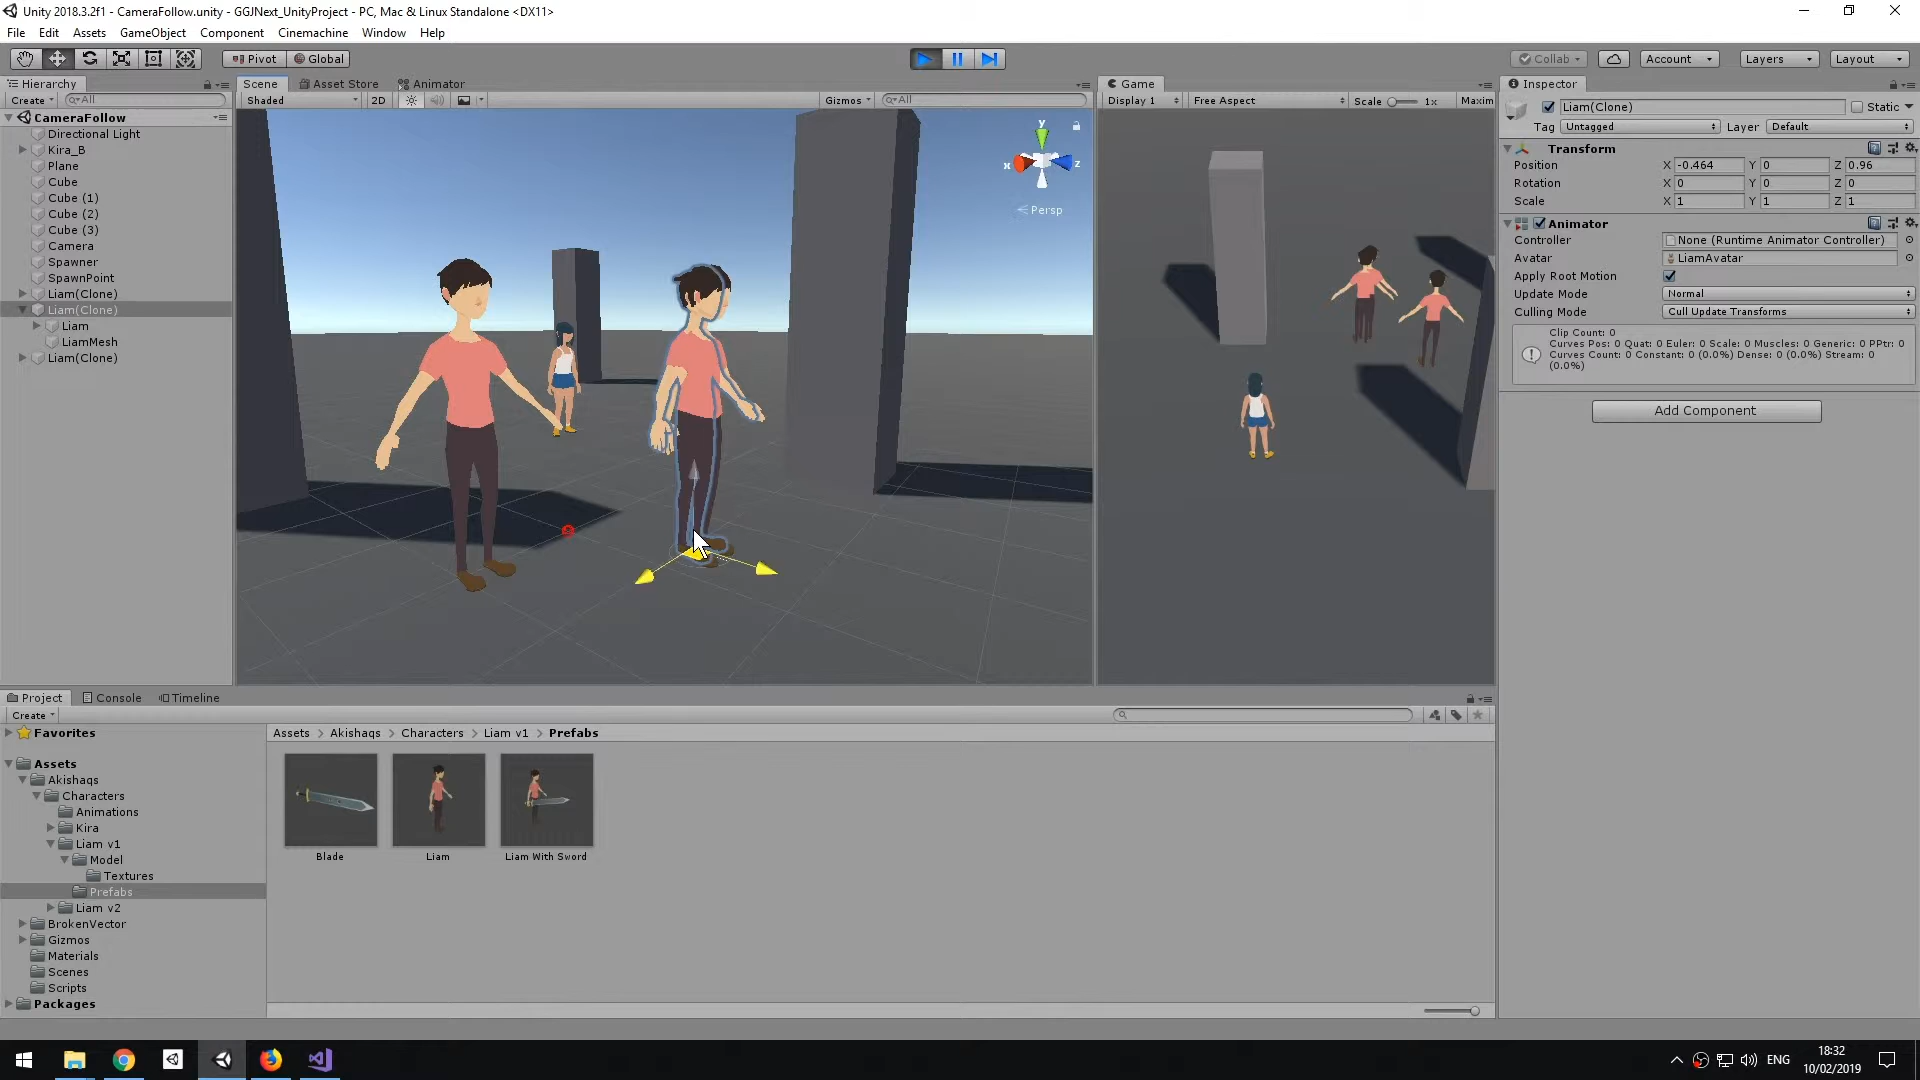 Unity 2018.3.2f1 - CameraFollow.unity - GGJNext_UnityProject - PC, Mac & Linux Standalone <DX11>
File Edit Assets GameObject Component Cinemachine Window Help
Pivot Global Collab Account Layers Layout
Hierarchy
Create All
CameraFollow
Directional Light
Kira_B
Plane
Cube
Cube (1)
Cube (2)
Cube (3)
Camera
Spawner
SpawnPoint
Liam(Clone)
Liam(Clone)
Liam
LiamMesh
Liam(Clone)
Scene Asset Store Animator
Shaded 2D Gizmos All
y
x z
Persp
Game
Display 1 Free Aspect Scale 1x Maxim
Inspector
Liam(Clone) Static
Tag Untagged Layer Default
Transform
Position X -0.464 Y 0 Z 0.96
Rotation X 0 Y 0 Z 0
Scale X 1 Y 1 Z 1
Animator
Controller None (Runtime Animator Controller)
Avatar LiamAvatar
Apply Root Motion
Update Mode Normal
Culling Mode Cull Update Transforms
Clip Count: 0
Curves Pos: 0 Quat: 0 Euler: 0 Scale: 0 Muscles: 0 Generic: 0 PPtr: 0
Curves Count: 0 Constant: 0 (0.0%) Dense: 0 (0.0%) Stream: 0
(0.0%)
Add Component
Project Console Timeline
Create
Favorites
Assets
Akishaqs
Characters
Animations
Kira
Liam v1
Model
Textures
Prefabs
Liam v2
BrokenVector
Gizmos
Materials
Scenes
Scripts
Packages
Assets > Akishaqs > Characters > Liam v1 > Prefabs
Blade Liam Liam With Sword
ENG
18:32
10/02/2019